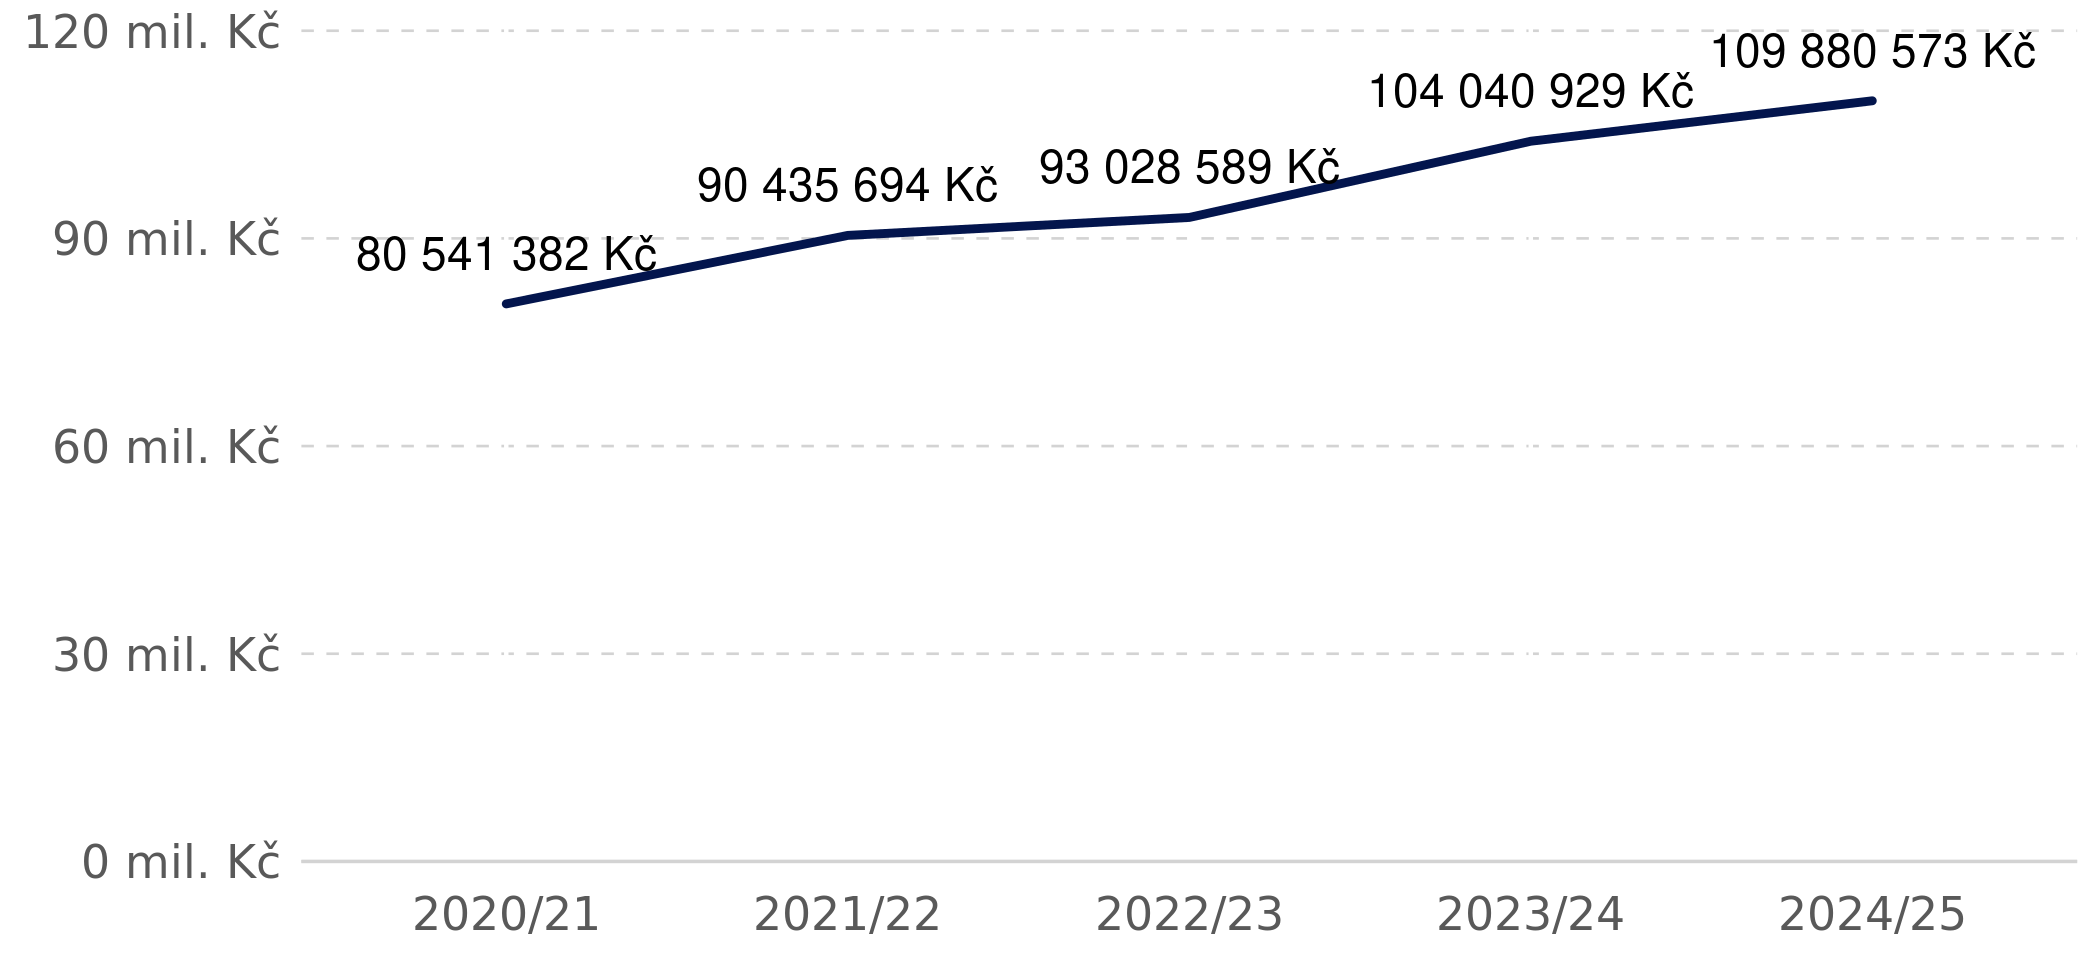 120 mil. Kč
109 880 573 Kč
104 040 929 Kč
93 028 589 Kč
90 435 694 Kč
90 mil. Kč
80 541 382 Kč
60 mil. Kč
30 mil. Kč
0 mil. Kč
2020/21 2021/22 2022/23 2023/24 2024/25